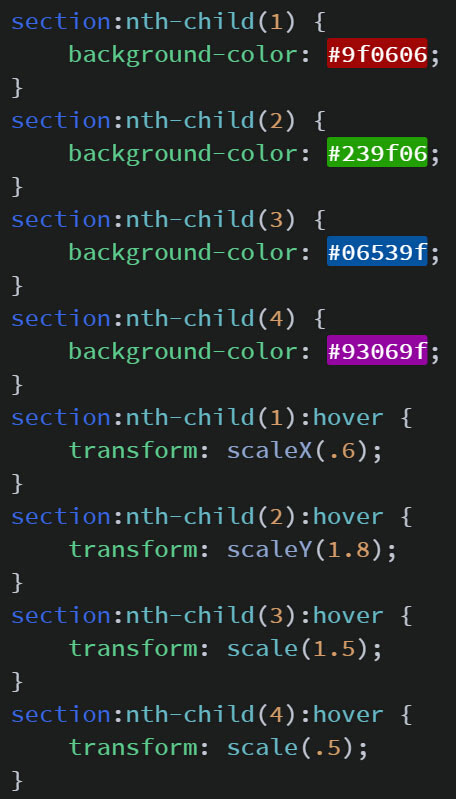 section:nth-child(1) {
    background-color: #9f0606;
}
section:nth-child(2) {
    background-color: #239f06;
}
section:nth-child(3) {
    background-color: #06539f;
}
section:nth-child(4) {
    background-color: #93069f;
}
section:nth-child(1):hover {
    transform: scaleX(.6);
}
section:nth-child(2):hover {
    transform: scaleY(1.8);
}
section:nth-child(3):hover {
    transform: scale(1.5);
}
section:nth-child(4):hover {
    transform: scale(.5);
}